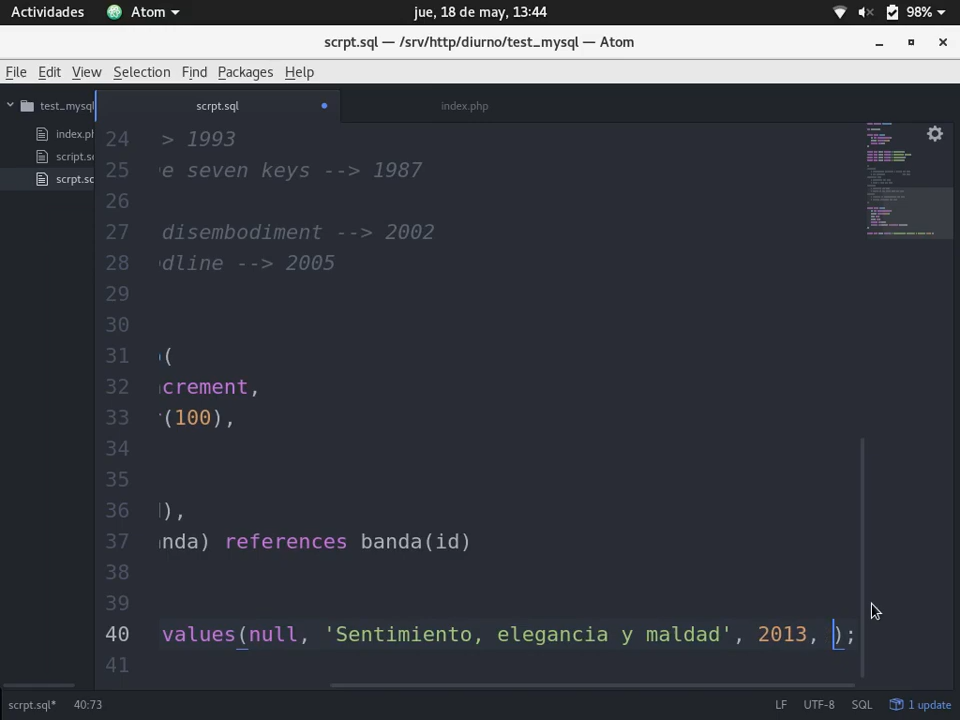 Actividades Atom jue, 18 de may, 13:44 98%
scrpt.sql — /srv/http/diurno/test_mysql — Atom
File Edit View Selection Find Packages Help
test_mysql scrpt.sql index.php
index.ph
script.s
scrpt.sq
24 > 1993
25 e seven keys --> 1987
26
27 disembodiment --> 2002
28 dline --> 2005
29
30
31 (
32 crement,
33 (100),
34
35
36 ),
37 nda) references banda(id)
38
39
40 values(null, 'Sentimiento, elegancia y maldad', 2013, );
41
scrpt.sql* 40:73 LF UTF-8 SQL 1 update